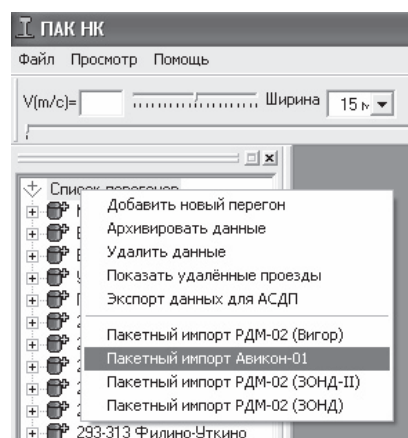 ПАК НК
Файл Просмотр Помощь
V(m/c)= Ширина 15
Список перегонов
Добавить новый перегон
Архивировать данные
Удалить данные
Показать удалённые проезды
Экспорт данных для АСДП
Пакетный импорт РДМ-02 (Вигор)
Пакетный импорт Авикон-01
Пакетный импорт РДМ-02 (ЗОНД-II)
Пакетный импорт РДМ-02 (ЗОНД)
293-313 Филино-Уткино